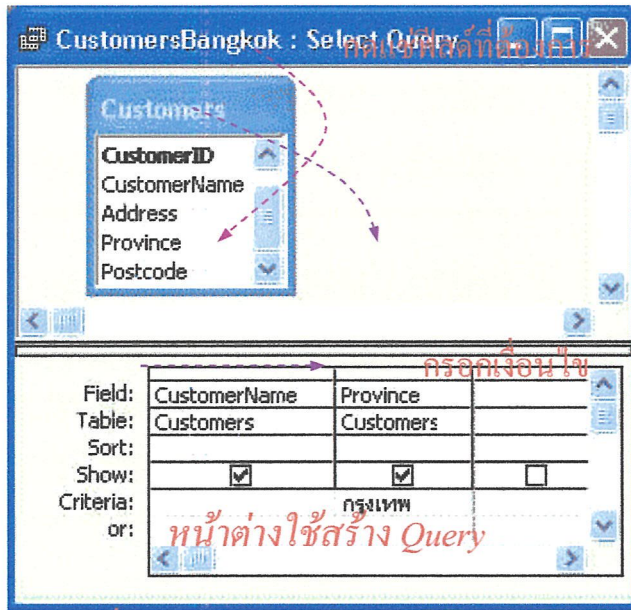 CustomersBangkok : Select Query
กดแช่ฟิลด์ที่ต้องการ
Customers
CustomerID
CustomerName
Address
Province
Postcode
กรอกเงื่อนไข
Field: CustomerName Province
Table: Customers Customers
Sort:
Show:
Criteria: กรุงเทพ
or:
หน้าต่างใช้สร้าง Query